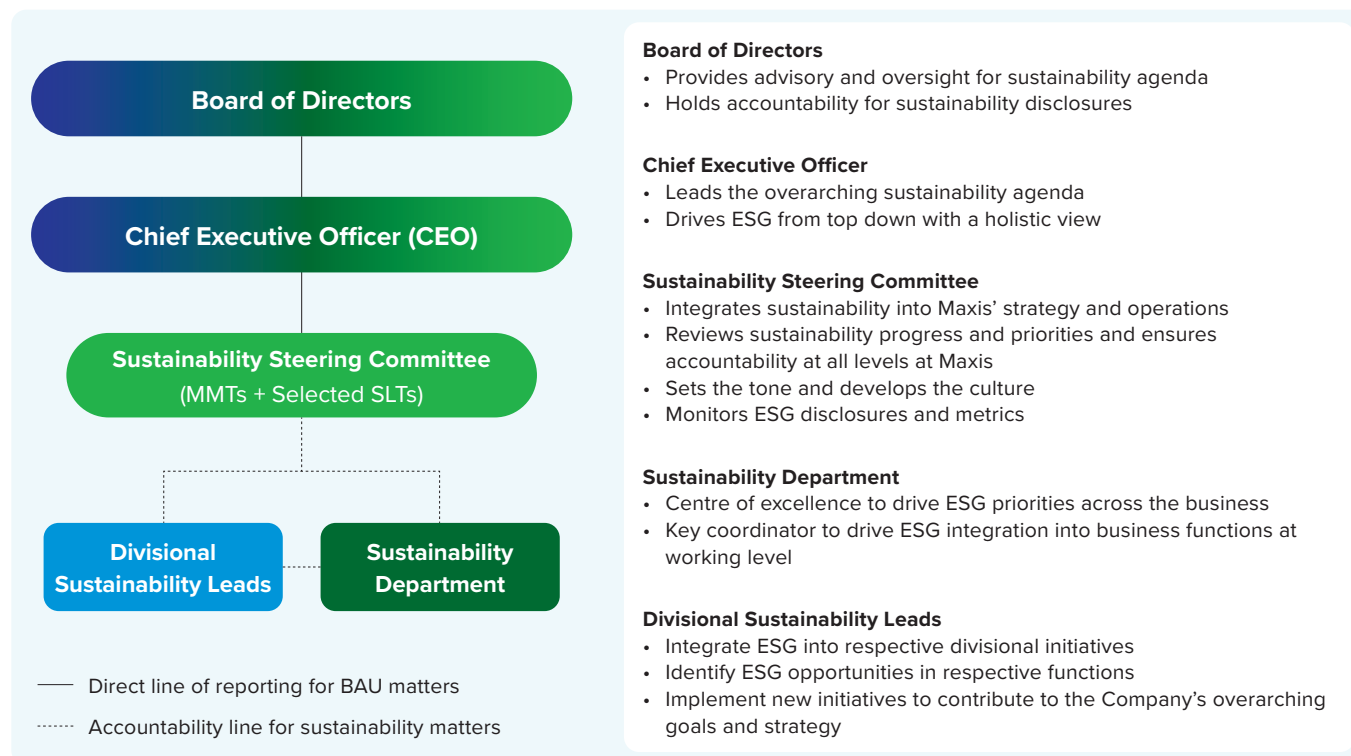 Board of Directors
Chief Executive Officer (CEO)
Sustainability Steering Committee
(MMTs + Selected SLTs)
Divisional
Sustainability Leads
Sustainability
Department
Direct line of reporting for BAU matters
Accountability line for sustainability matters
Board of Directors
• Provides advisory and oversight for sustainability agenda
• Holds accountability for sustainability disclosures
Chief Executive Officer
• Leads the overarching sustainability agenda
• Drives ESG from top down with a holistic view
Sustainability Steering Committee
• Integrates sustainability into Maxis’ strategy and operations
• Reviews sustainability progress and priorities and ensures
accountability at all levels at Maxis
• Sets the tone and develops the culture
• Monitors ESG disclosures and metrics
Sustainability Department
• Centre of excellence to drive ESG priorities across the business
• Key coordinator to drive ESG integration into business functions at
working level
Divisional Sustainability Leads
• Integrate ESG into respective divisional initiatives
• Identify ESG opportunities in respective functions
• Implement new initiatives to contribute to the Company’s overarching
goals and strategy